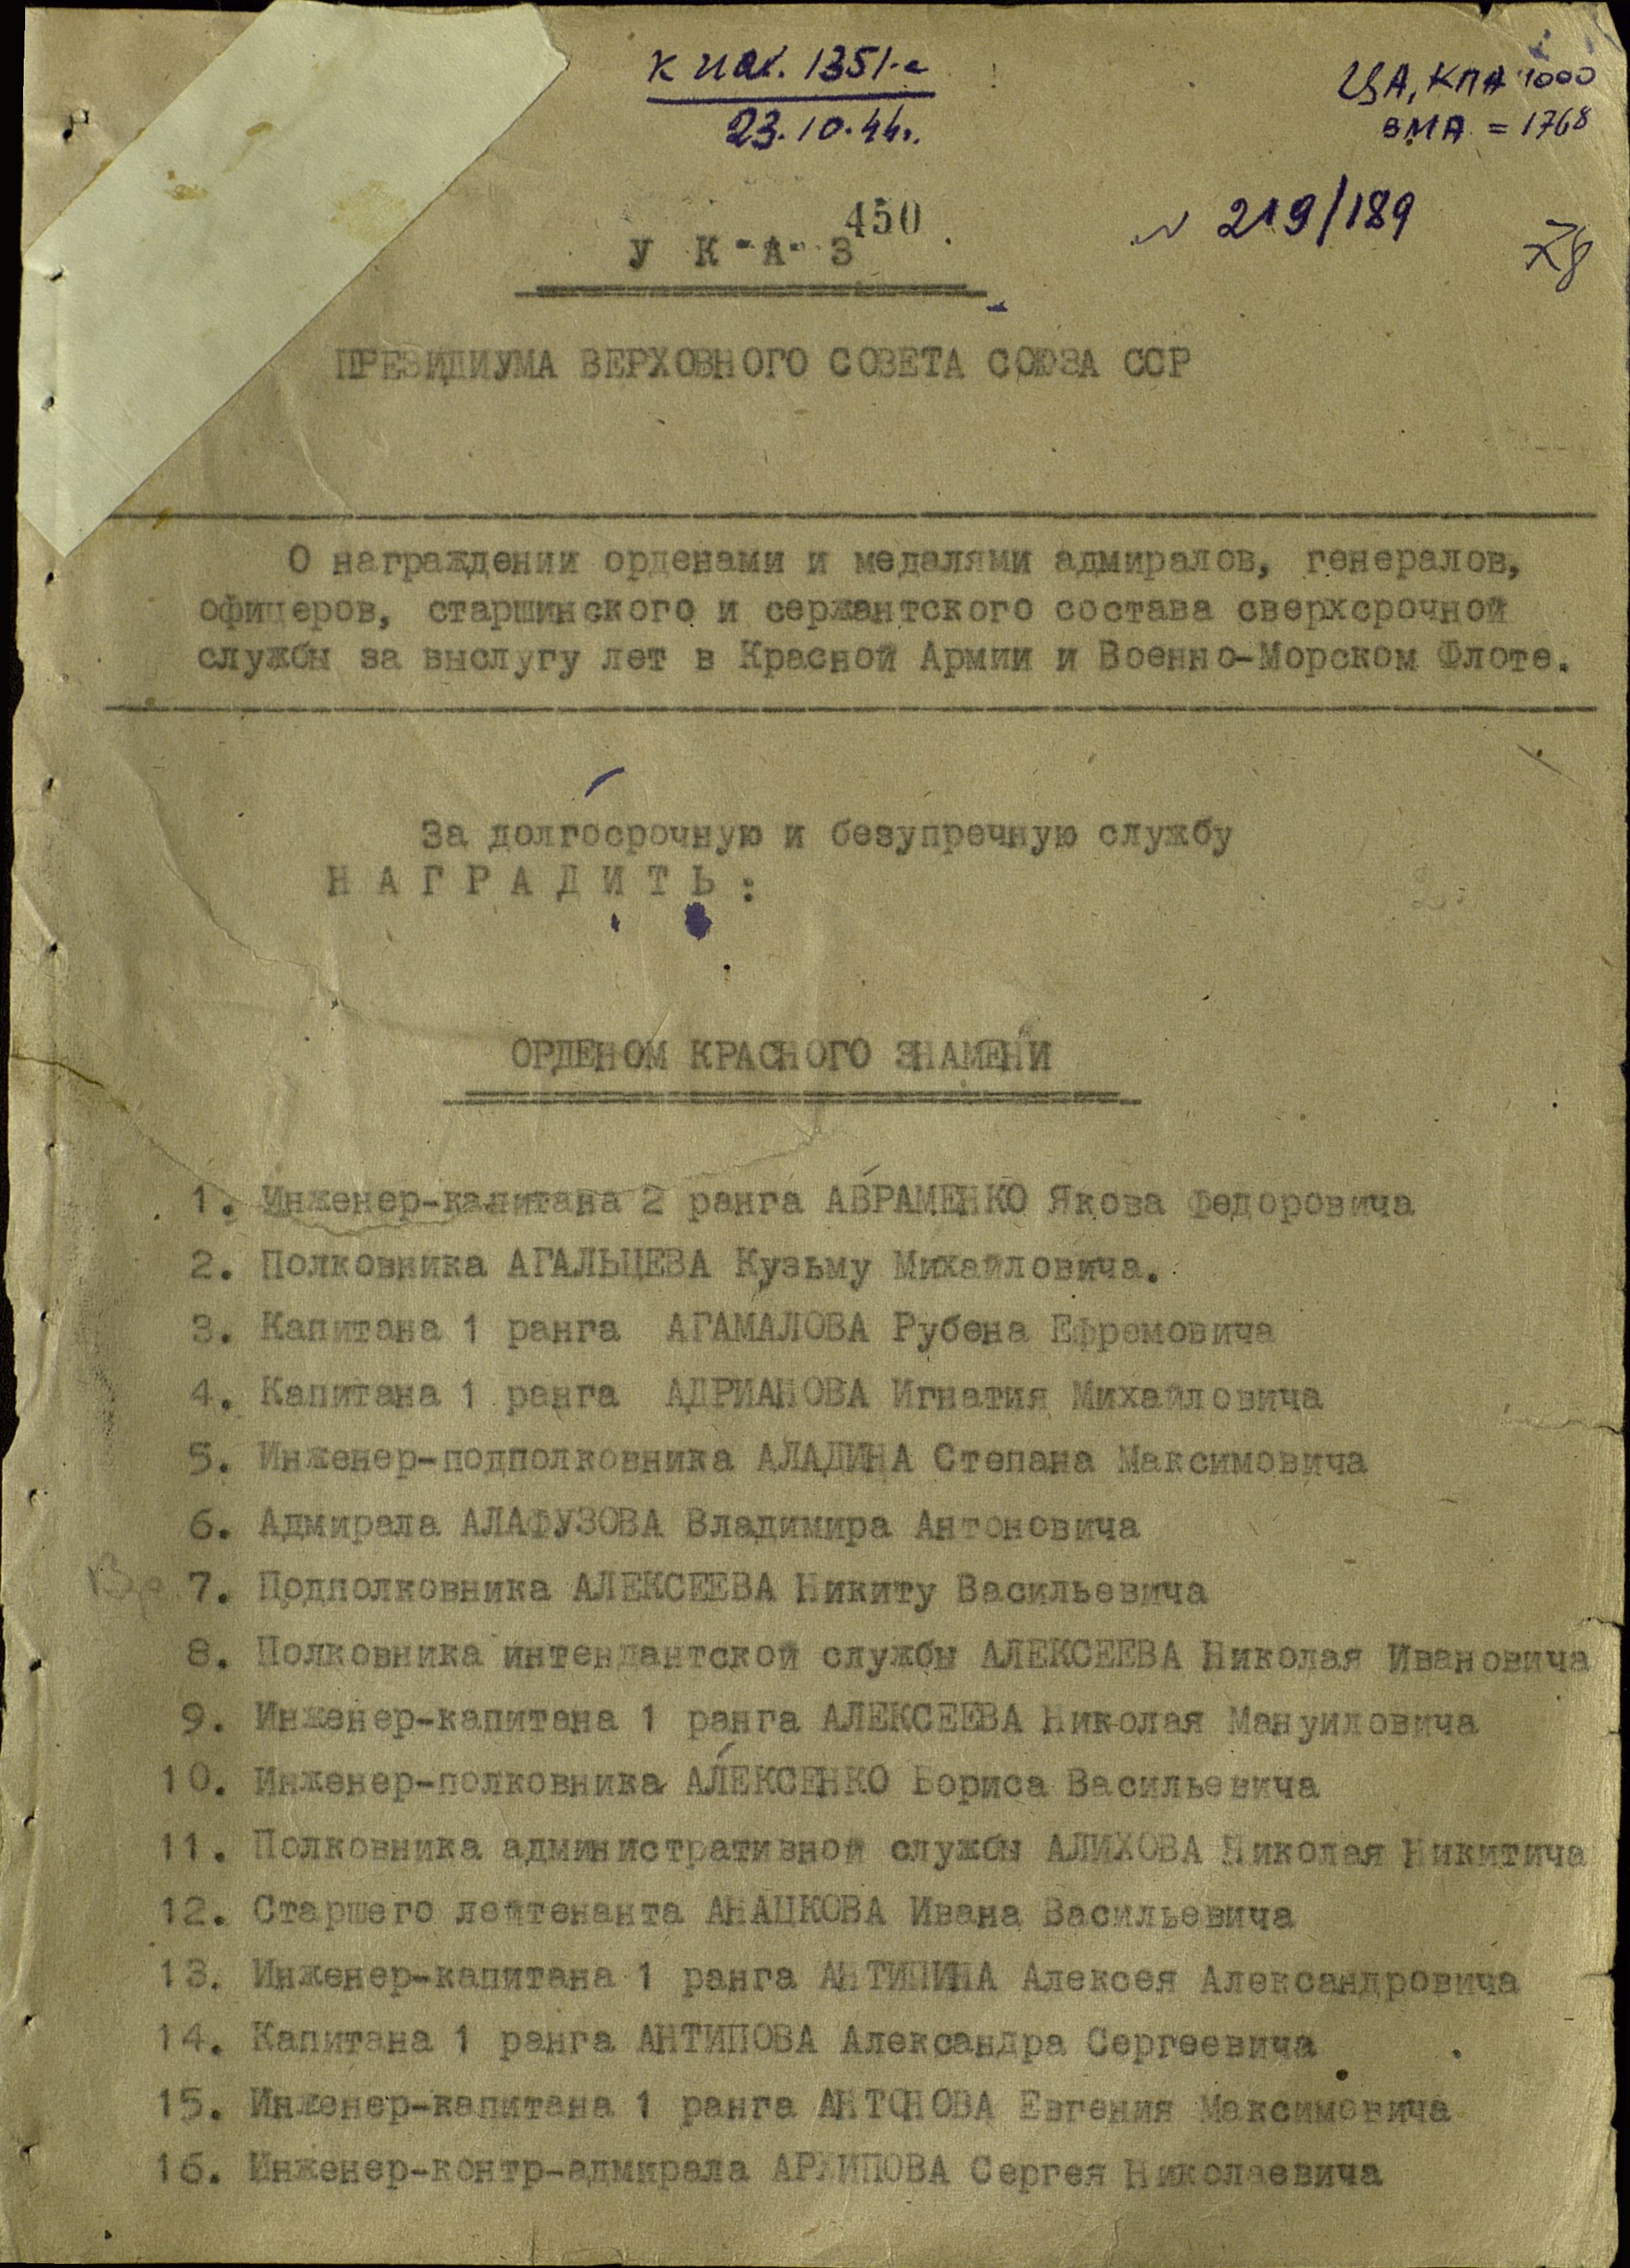 к нах. 1351-с
23.10.44г.
ЦА, КПА 1000
ВМА = 1768
219/189
450
У К А З
ПРЕЗИДИУМА ВЕРХОВНОГО СОВЕТА СОЮЗА ССР
О награждении орденами и медалями адмиралов, генералов,
офицеров, старшинского и сержантского состава сверхсрочной
службы за выслугу лет в Красной Армии и Военно-Морском Флоте.
За долгосрочную и безупречную службу
Н А Г Р А Д И Т Ь :
ОРДЕНОМ КРАСНОГО ЗНАМЕНИ
1. Инженер-капитана 2 ранга АВРАМЕНКО Якова Федоровича
2. Полковника АГАЛЬЦЕВА Кузьму Михайловича.
3. Капитана 1 ранга АГАМАЛОВА Рубена Ефремовича
4. Капитана 1 ранга АДРИАНОВА Игнатия Михайловича
5. Инженер-подполковника АЛАДИНА Степана Максимовича
6. Адмирала АЛАФУЗОВА Владимира Антоновича
7. Подполковника АЛЕКСЕЕВА Никиту Васильевича
8. Полковника интендантской службы АЛЕКСЕЕВА Николая Ивановича
9. Инженер-капитана 1 ранга АЛЕКСЕЕВА Николая Мануиловича
10. Инженер-полковника АЛЕКСЕНКО Бориса Васильевича
11. Полковника административной службы АЛИХОВА Николая Никитича
12. Старшего лейтенанта АНАЦКОВА Ивана Васильевича
13. Инженер-капитана 1 ранга АНТИПИНА Алексея Александровича
14. Капитана 1 ранга АНТИПОВА Александра Сергеевича
15. Инженер-капитана 1 ранга АНТОНОВА Евгения Максимовича
16. Инженер-контр-адмирала АРХИПОВА Сергея Николаевича